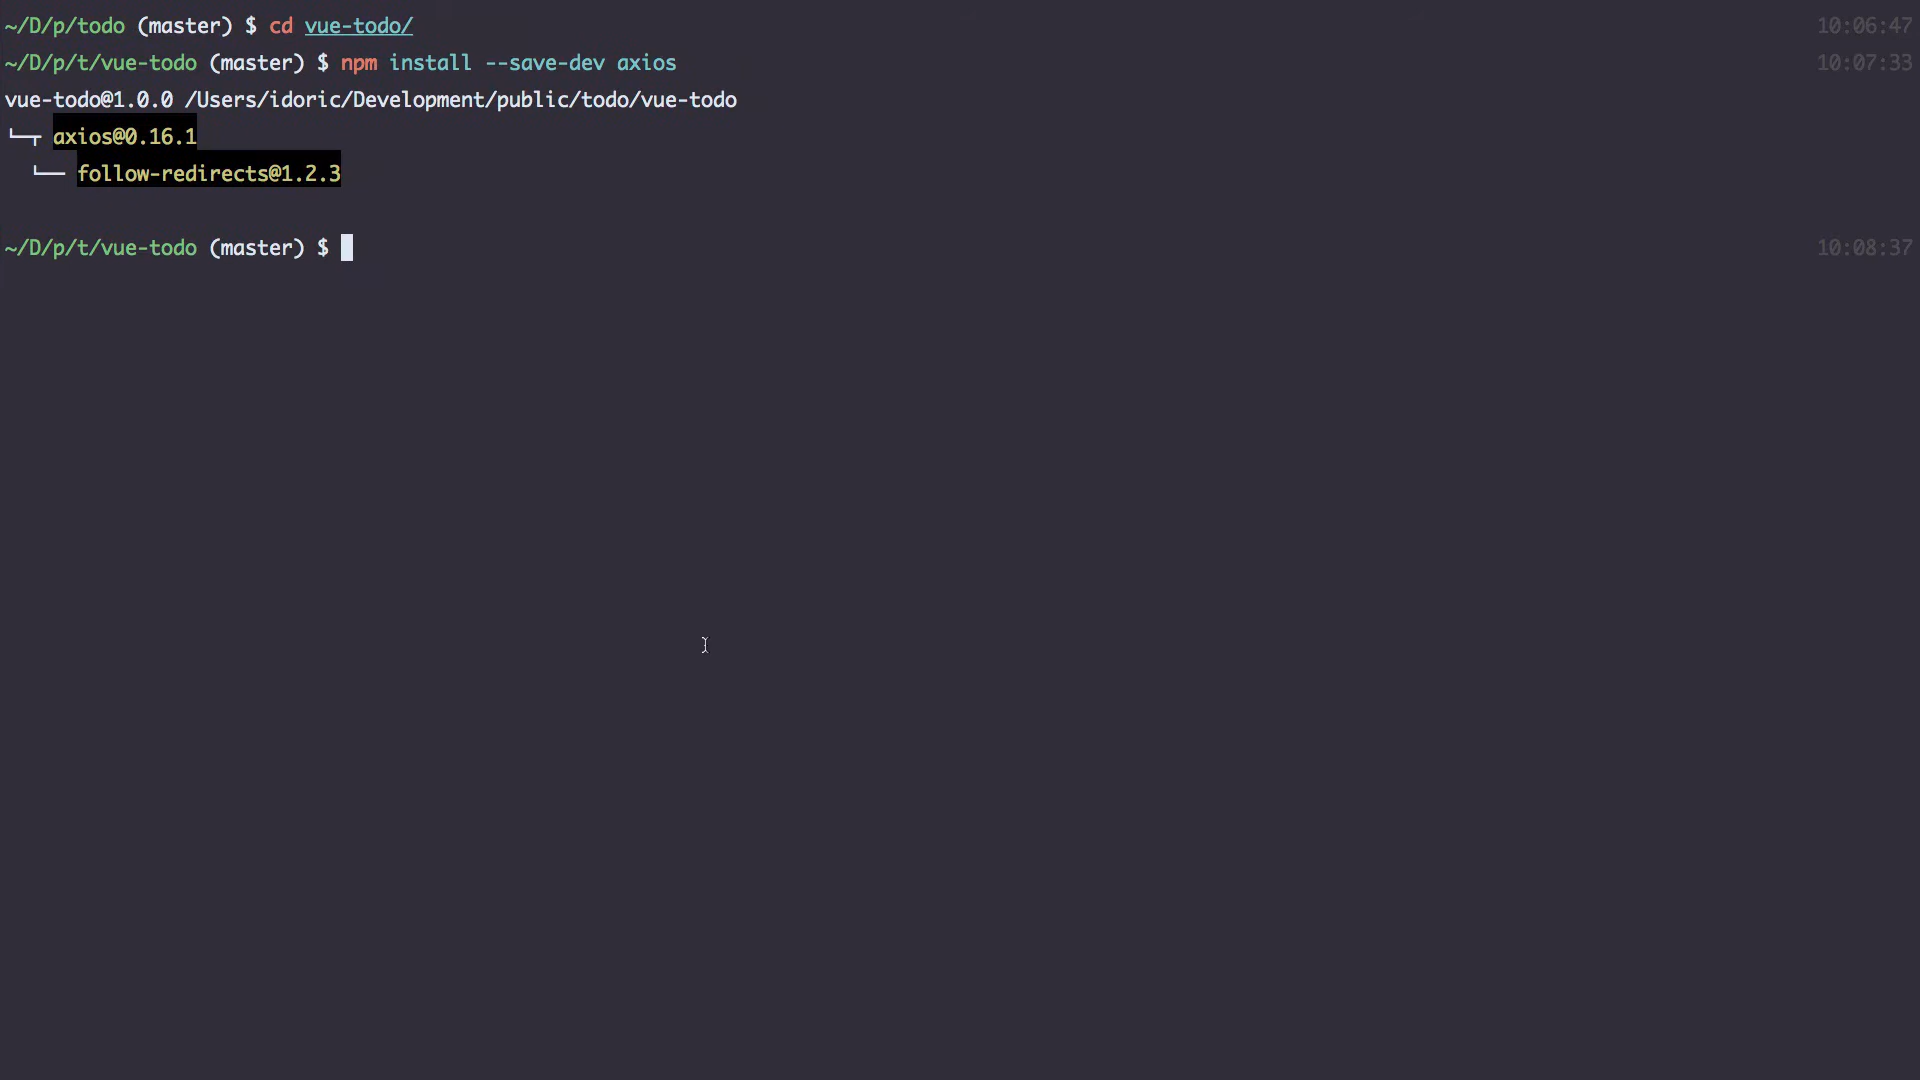 ~/D/p/todo (master) $ cd vue-todo/ 10:06:47
~/D/p/t/vue-todo (master) $ npm install --save-dev axios 10:07:33
vue-todo@1.0.0 /Users/idoric/Development/public/todo/vue-todo
└─┬ axios@0.16.1
  └── follow-redirects@1.2.3
~/D/p/t/vue-todo (master) $ 10:08:37